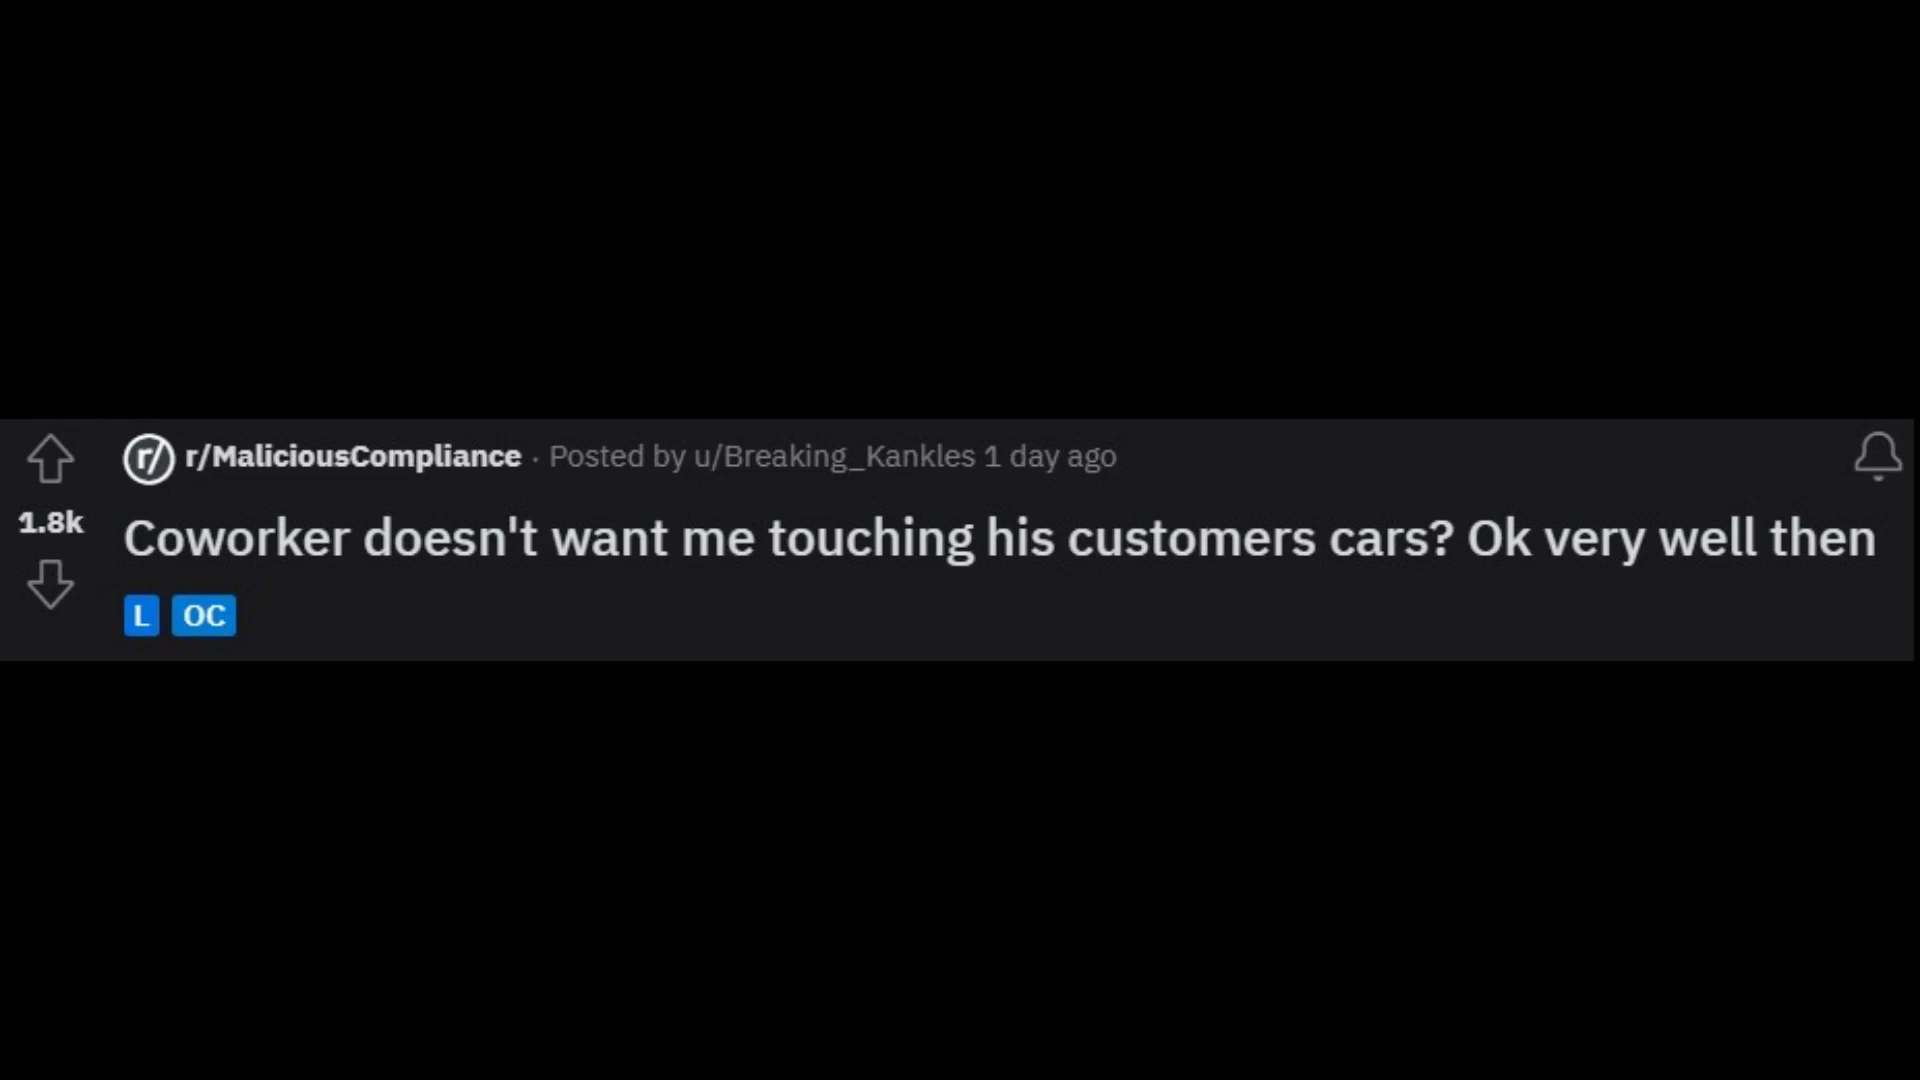 r/MaliciousCompliance · Posted by u/Breaking_Kankles 1 day ago
1.8k
Coworker doesn't want me touching his customers cars? Ok very well then
L OC